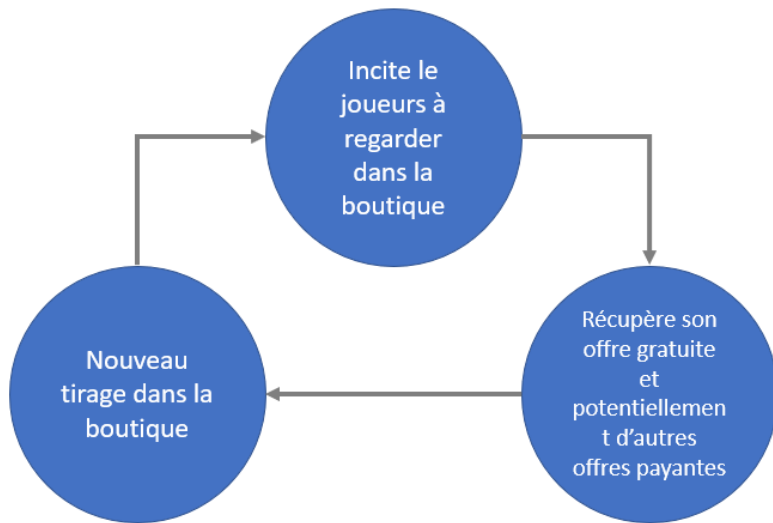 Incite le
joueurs à
regarder
dans la
boutique
Récupère son
offre gratuite
et
potentiellemen
t d'autres
offres payantes
Nouveau
tirage dans la
boutique